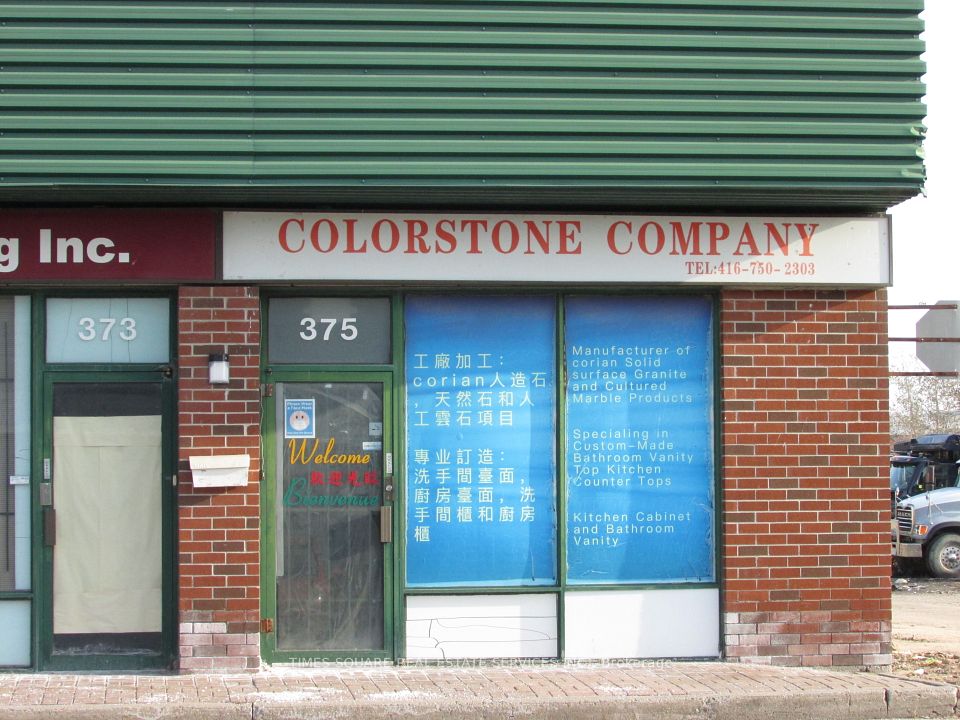 g Inc.
COLORSTONE COMPANY
TEL:416-750-2303
373
375
Please Wear
a Face Mask
Welcome
歡迎光臨
Bienvenue
工廠加工：
corian人造石
，天然石和人
工雲石項目
專业訂造：
洗手間臺面，
廚房臺面，洗
手間櫃和廚房
櫃
Manufacturer of
corian Solid
surface Granite
and Cultured
Marble Products
Specialing in
Custom-Made
Bathroom Vanity
Top Kitchen
Counter Tops
Kitchen Cabinet
and Bathroom
Vanity
TIMES SQUARE REAL ESTATE SERVICES INC., Brokerage